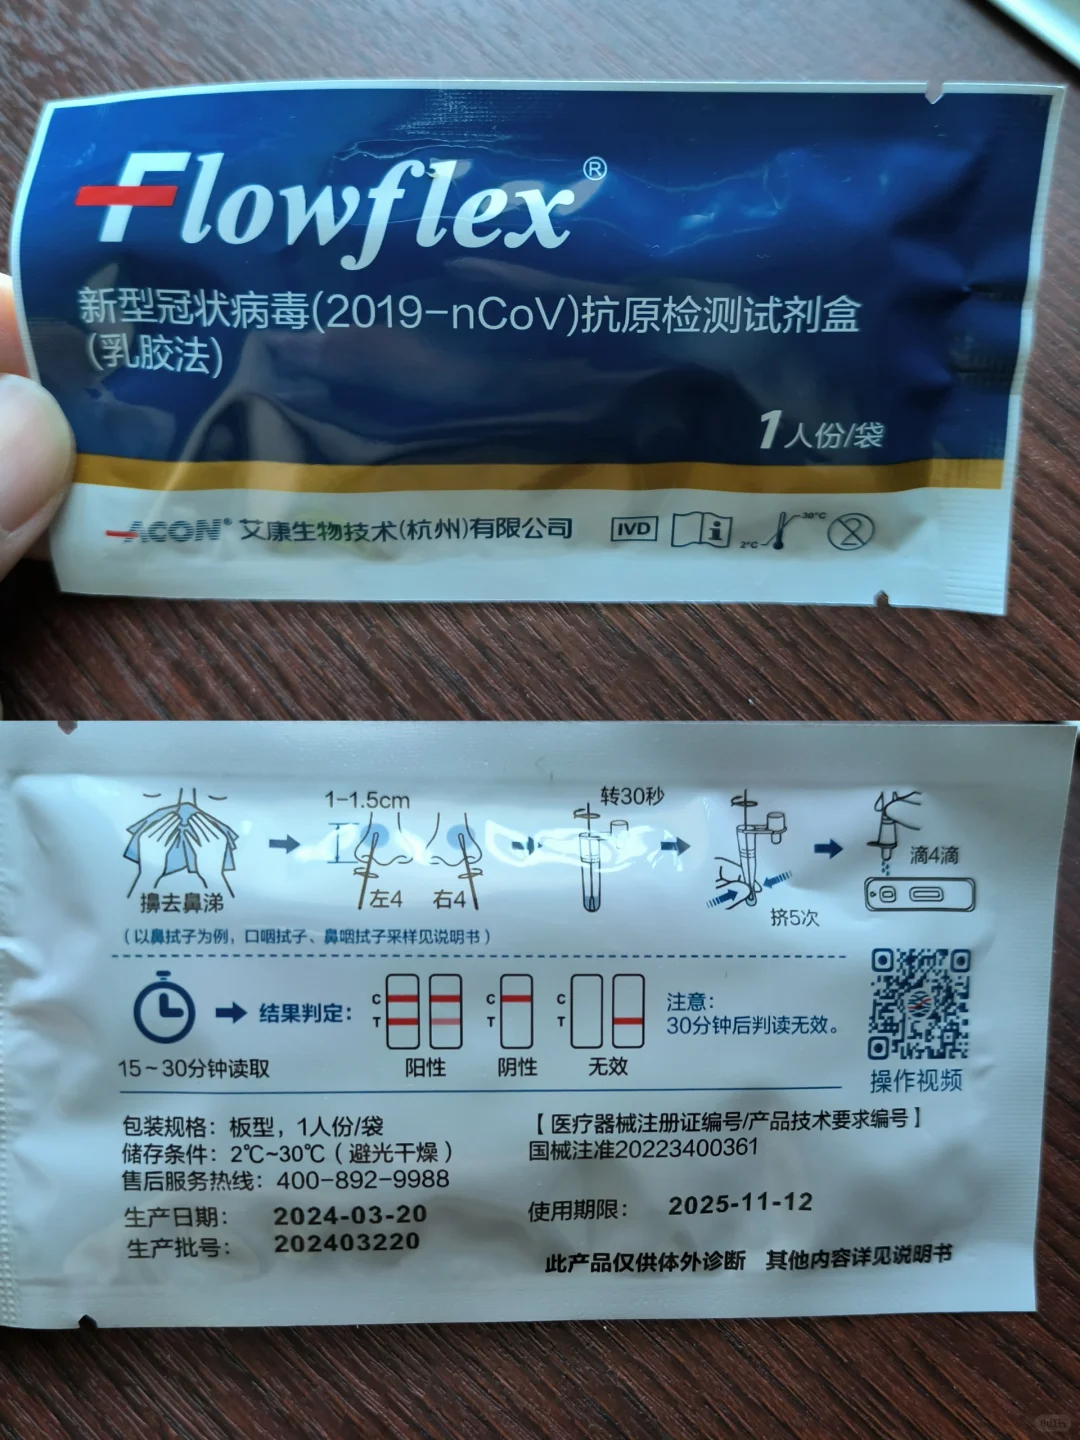 Flowflex®
新型冠状病毒(2019-nCoV)抗原检测试剂盒
(乳胶法)
1人份/袋
ACON® 艾康生物技术(杭州)有限公司
IVD
i
2°C
30°C
2
1-1.5cm
转30秒
滴4滴
擤去鼻涕
左4
右4
挤5次
(以鼻拭子为例，口咽拭子、鼻咽拭子采样见说明书)
结果判定：
C
T
C
T
C
T
注意：
30分钟后判读无效。
15~30分钟读取
阳性
阴性
无效
操作视频
包装规格：板型，1人份/袋
储存条件：2℃~30℃(避光干燥)
售后服务热线：400-892-9988
生产日期： 2024-03-20
生产批号： 202403220
【医疗器械注册证编号/产品技术要求编号】
国械注准20223400361
使用期限： 2025-11-12
此产品仅供体外诊断 其他内容详见说明书